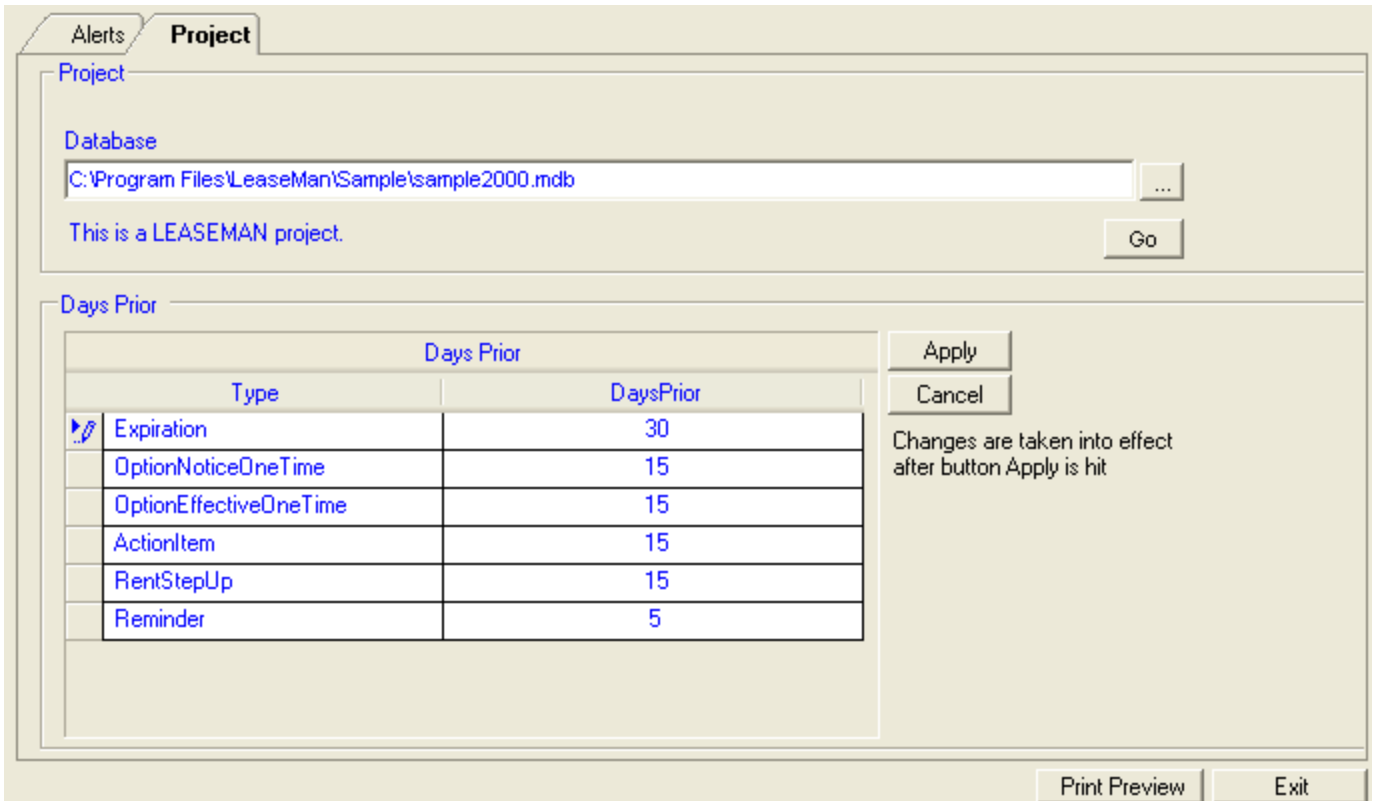 Alerts Project
Project
Database
C:\Program Files\LeaseMan\Sample\sample2000.mdb ...
This is a LEASEMAN project. Go
Days Prior
Days Prior Apply
Type DaysPrior Cancel
Expiration 30
OptionNoticeOneTime 15
OptionEffectiveOneTime 15
ActionItem 15
RentStepUp 15
Reminder 5
Changes are taken into effect
after button Apply is hit
Print Preview Exit